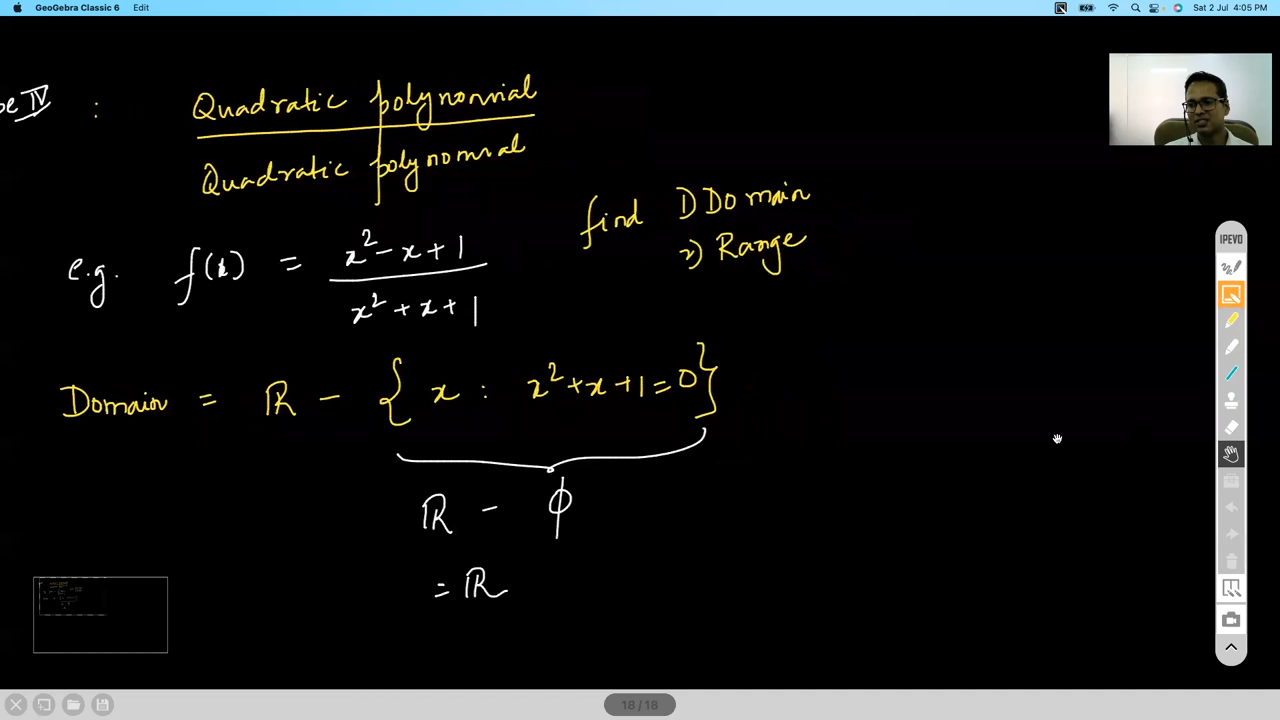 GeoGebra Classic 6 Edit
Sat 2 Jul 4:05 PM
pe IV :
Quadratic polynomial
Quadratic polynomial
find 1) Domain
2) Range
e.g. f(x) = x² - x + 1
x² + x + 1
Domain = ℝ - { x : x² + x + 1 = 0 }
ℝ - ϕ
= ℝ
IPEVO
18 / 18